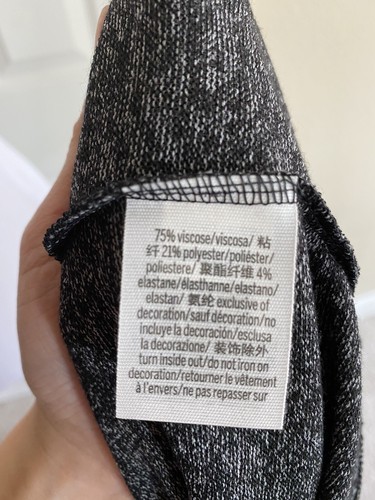 75% viscose/viscosa/ 粘
纤 21% polyester/poliéster/
poliestere/ 聚酯纤维 4%
elastane/élasthanne/elastano/
elastan/ 氨纶 exclusive of
decoration/sauf décoration/no
incluye la decoración/esclusa
la decorazione/ 装饰除外
turn inside out/do not iron on
decoration/retourner le vêtement
à l'envers/ne pas repasser sur